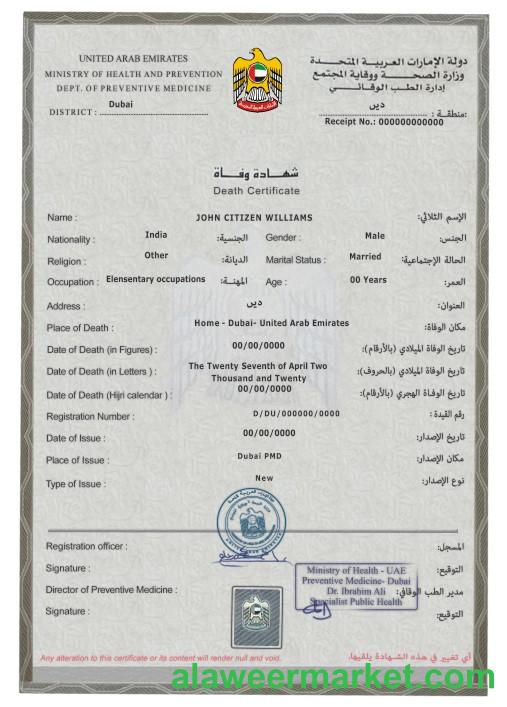 UNITED ARAB EMIRATES
MINISTRY OF HEALTH AND PREVENTION
DEPT. OF PREVENTIVE MEDICINE
DISTRICT : Dubai
دولة الإمارات العربية المتحدة
وزارة الصحة ووقاية المجتمع
إدارة الطب الوقائي
منطقة : ديى
Receipt No.: 000000000000
شهادة وفاة
Death Certificate
Name : JOHN CITIZEN WILLIAMS الإسم الثلاثي:
Nationality : India الجنسية: Gender : Male الجنس:
Religion : Other الديانة: Marital Status : Married الحالة الإجتماعية:
Occupation : Elensentary occupations المهنة: Age : 00 Years العمر:
Address : ديى العنوان:
Place of Death : Home - Dubai- United Arab Emirates مكان الوفاة:
Date of Death (in Figures) : 00/00/0000 تاريخ الوفاة الميلادي (بالأرقام):
Date of Death (in Letters ) : The Twenty Seventh of April Two تاريخ الوفاة الميلادي (بالحروف):
Thousand and Twenty
Date of Death (Hijri calendar ) : 00/00/0000 تاريخ الوفاة الهجري (بالأرقام):
Registration Number : D/DU/000000/0000 رقم القيدة :
Date of Issue : 00/00/0000 تاريخ الإصدار:
Place of Issue : Dubai PMD مكان الإصدار:
Type of Issue : New نوع الإصدار:
Registration officer : المسجل:
Signature : التوقيع:
Ministry of Health - UAE
Preventive Medicine- Dubai
Dr. Ibrahim Ali
Specialist Public Health
Director of Preventive Medicine : مدير الطب الوقافي:
Signature : التوقيع:
Any alteration to this certificate or its content will render null and void. أي تغيير في هذه الشهادة يلقيها.
alaweermarket.com